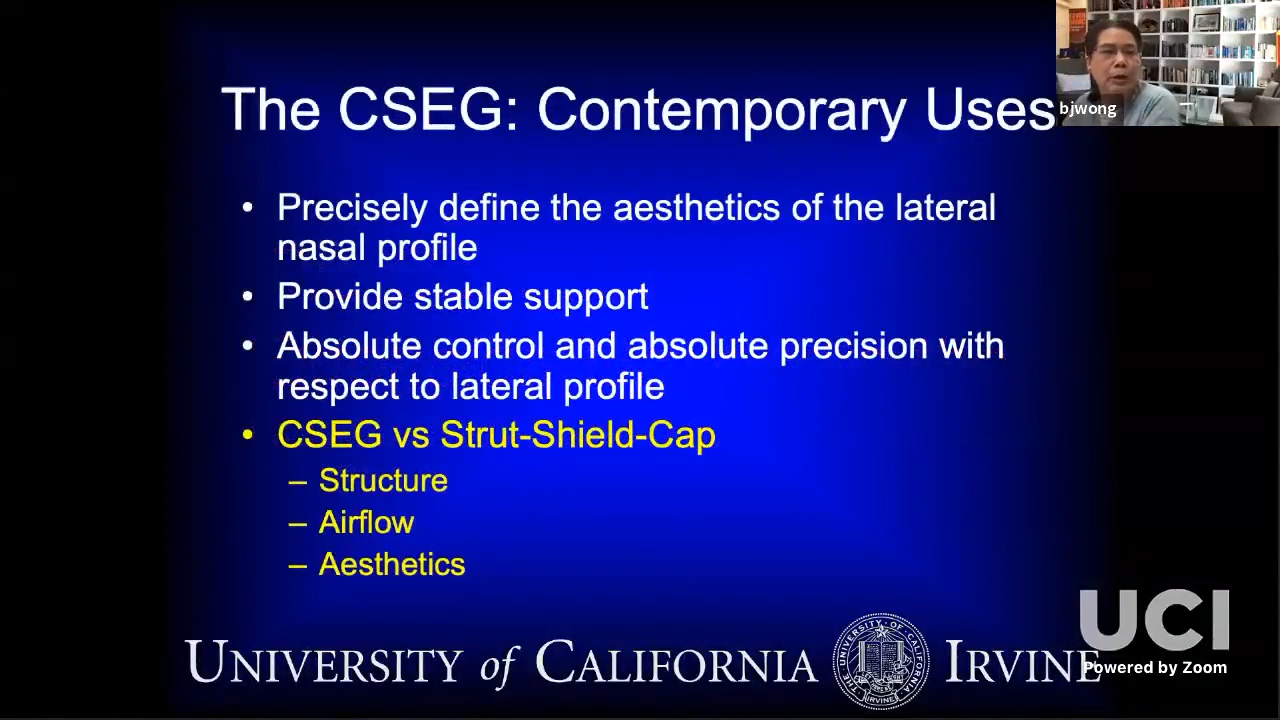 The CSEG: Contemporary Uses
bjwong
• Precisely define the aesthetics of the lateral
nasal profile
• Provide stable support
• Absolute control and absolute precision with
respect to lateral profile
• CSEG vs Strut-Shield-Cap
– Structure
– Airflow
– Aesthetics
UCI
UNIVERSITY of CALIFORNIA IRVINE
Powered by Zoom